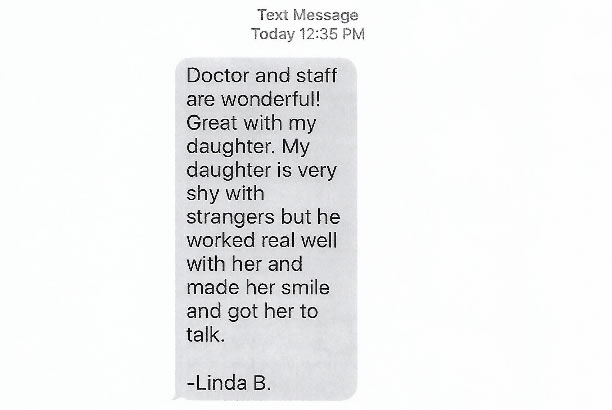 Text Message
Today 12:35 PM
Doctor and staff
are wonderful!
Great with my
daughter. My
daughter is very
shy with
strangers but he
worked real well
with her and
made her smile
and got her to
talk.
-Linda B.